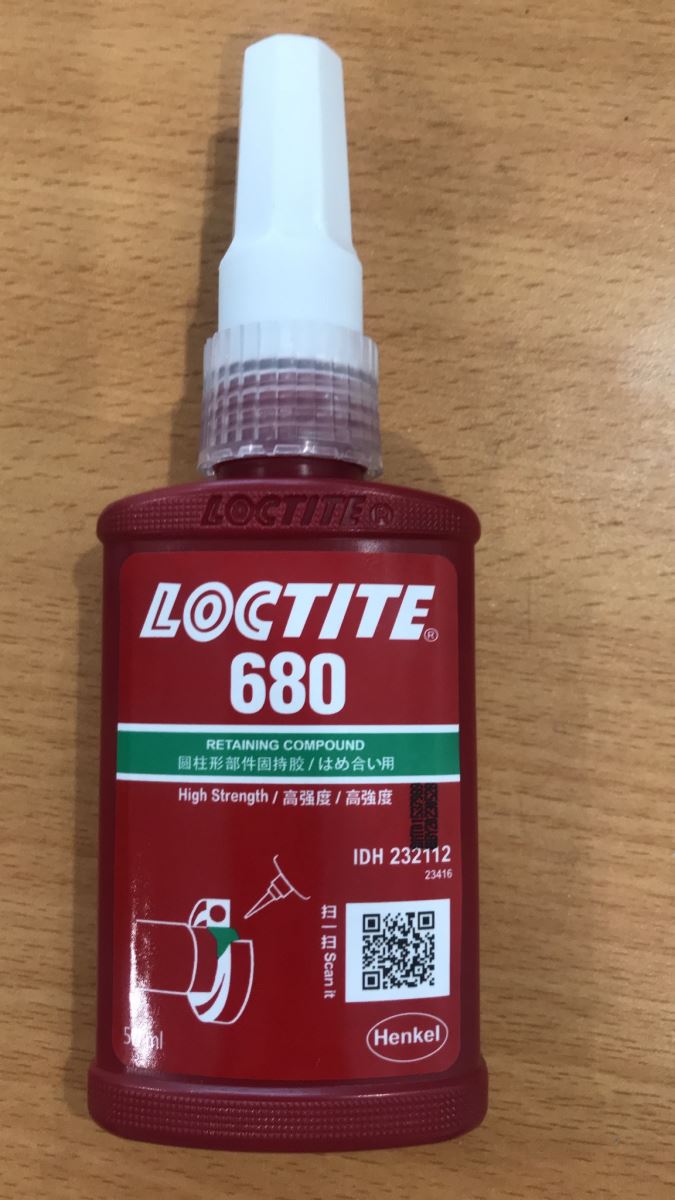 LOCTITE®
LOCTITE®
680
RETAINING COMPOUND
圆柱形部件固持胶 / はめ合い用
High Strength / 高强度 / 高強度
IDH 232112
23416
扫一扫 Scan it
ml
Henkel